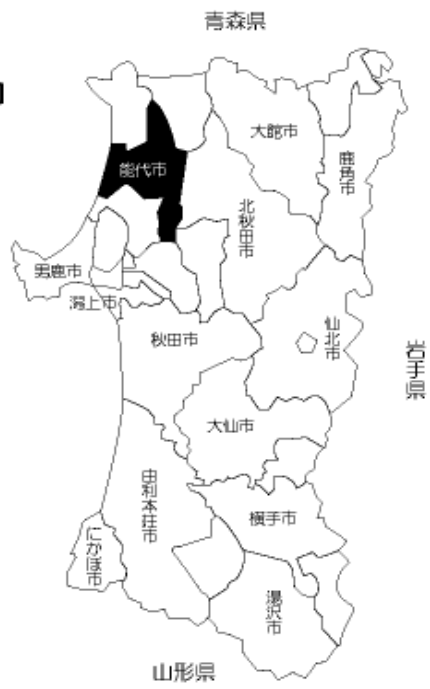 青森県
大館市
鹿角市
能代市
北秋田市
男鹿市
潟上市
秋田市
仙北市
岩手県
大仙市
由利本荘市
横手市
にかほ市
湯沢市
山形県